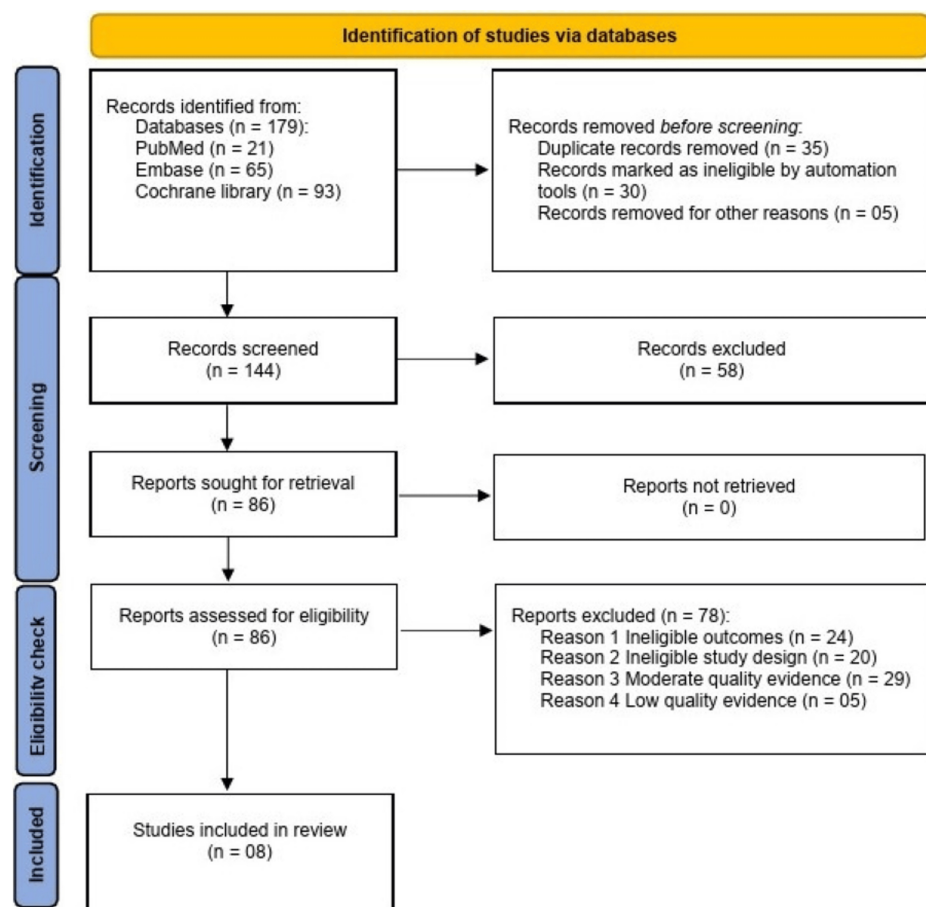 Identification of studies via databases
Identification
Records identified from:
Databases (n = 179):
PubMed (n = 21)
Embase (n = 65)
Cochrane library (n = 93)
Records removed before screening:
Duplicate records removed (n = 35)
Records marked as ineligible by automation
tools (n = 30)
Records removed for other reasons (n = 05)
Screening
Records screened
(n = 144)
Records excluded
(n = 58)
Reports sought for retrieval
(n = 86)
Reports not retrieved
(n = 0)
Eligibility check
Reports assessed for eligibility
(n = 86)
Reports excluded (n = 78):
Reason 1 Ineligible outcomes (n = 24)
Reason 2 Ineligible study design (n = 20)
Reason 3 Moderate quality evidence (n = 29)
Reason 4 Low quality evidence (n = 05)
Included
Studies included in review
(n = 08)